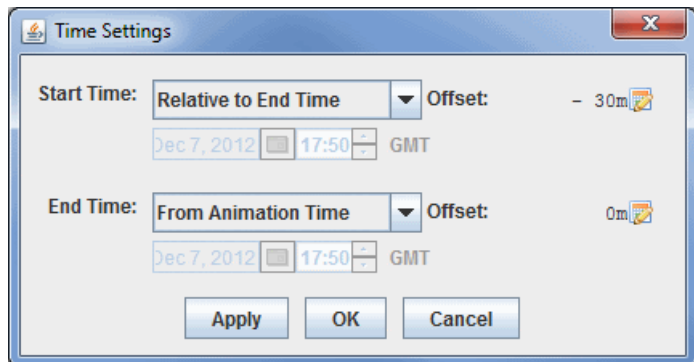 Time Settings
Start Time: Relative to End Time Offset: - 30m
Dec 7, 2012 17:50 GMT
End Time: From Animation Time Offset: 0m
Dec 7, 2012 17:50 GMT
Apply OK Cancel